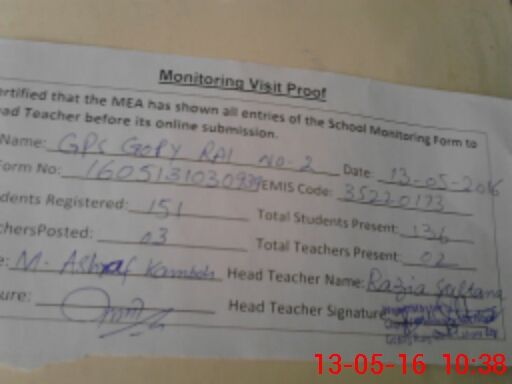 Monitoring Visit Proof
ertified that the MEA has shown all entries of the School Monitoring Form to
ead Teacher before its online submission.
Name: GPS GOPY RAI NO-2 Date: 13-05-2016
Form No: 1605131030939 EMIS Code: 35220173
dents Registered: 151 Total Students Present: 136
chersPosted: 03 Total Teachers Present: 02
e: M. Ashraf Kamboh Head Teacher Name: Razia Sultana
ure: Head Teacher Signature
13-05-16 10:38